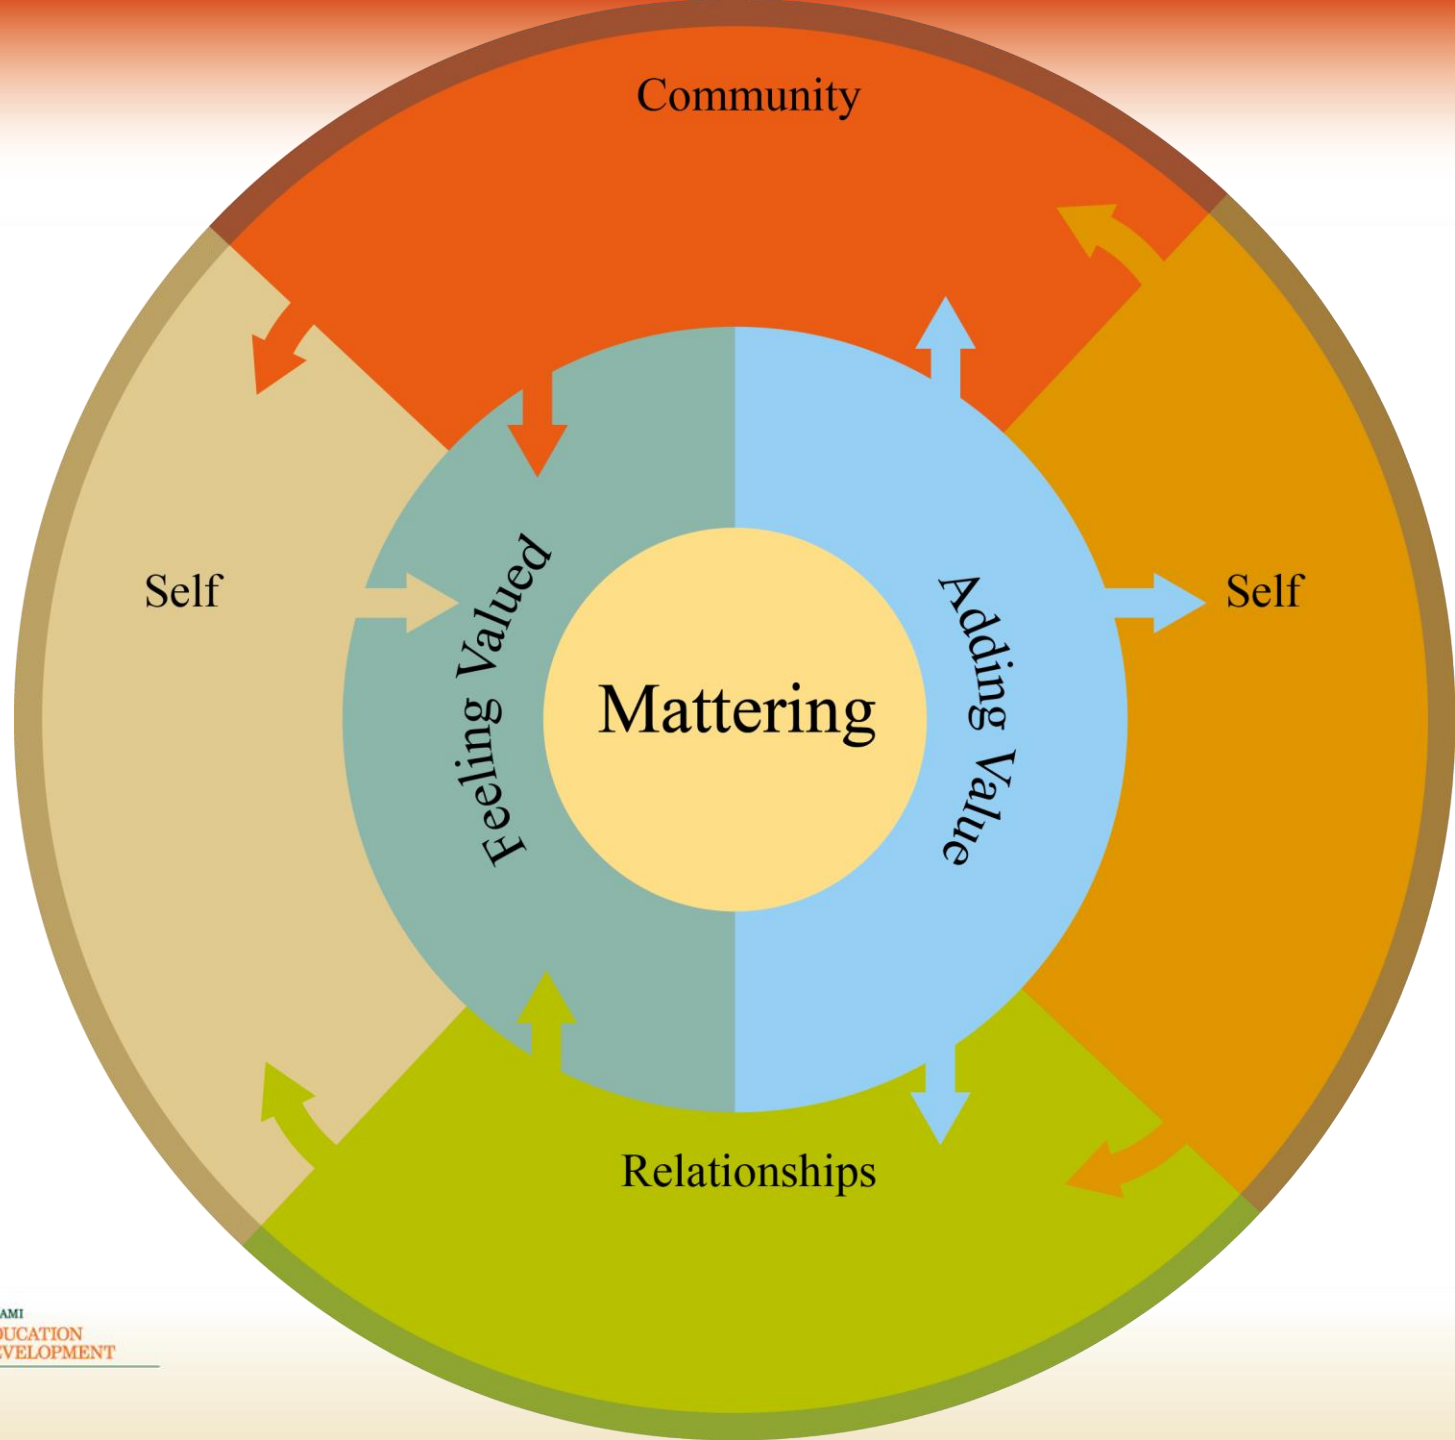 Community
Self
Feeling Valued
Mattering
Adding Value
Self
Relationships
AMI
UCATION
VELOPMENT